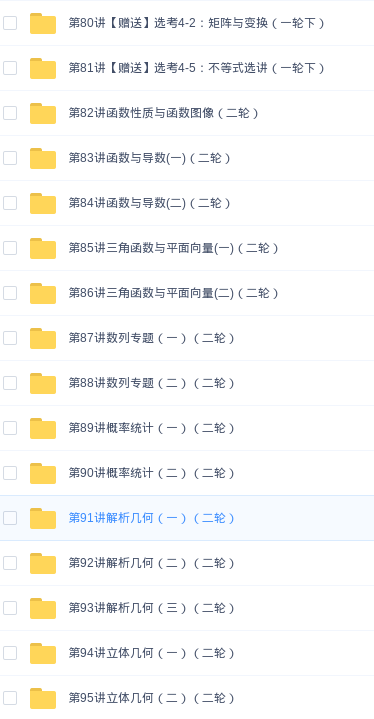 第80讲【赠送】选考4-2：矩阵与变换（一轮下）
第81讲【赠送】选考4-5：不等式选讲（一轮下）
第82讲函数性质与函数图像（二轮）
第83讲函数与导数(一)（二轮）
第84讲函数与导数(二)（二轮）
第85讲三角函数与平面向量(一)（二轮）
第86讲三角函数与平面向量(二)（二轮）
第87讲数列专题（一）（二轮）
第88讲数列专题（二）（二轮）
第89讲概率统计（一）（二轮）
第90讲概率统计（二）（二轮）
第91讲解析几何（一）（二轮）
第92讲解析几何（二）（二轮）
第93讲解析几何（三）（二轮）
第94讲立体几何（一）（二轮）
第95讲立体几何（二）（二轮）